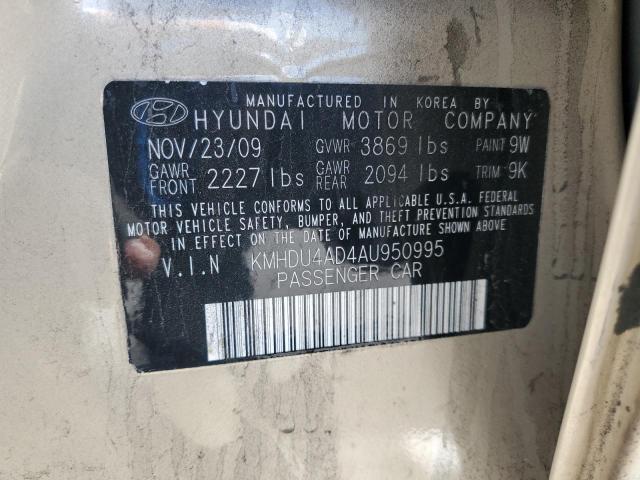 MANUFACTURED IN KOREA BY
HYUNDAI MOTOR COMPANY
NOV/23/09 GVWR 3869 lbs PAINT 9W
GAWR FRONT 2227 lbs GAWR REAR 2094 lbs TRIM 9K
THIS VEHICLE CONFORMS TO ALL APPLICABLE U.S.A. FEDERAL
MOTOR VEHICLE SAFETY, BUMPER, AND THEFT PREVENTION STANDARDS
IN EFFECT ON THE DATE OF MANUFACTURE SHOWN ABOVE.
V.I.N KMHDU4AD4AU950995
PASSENGER CAR